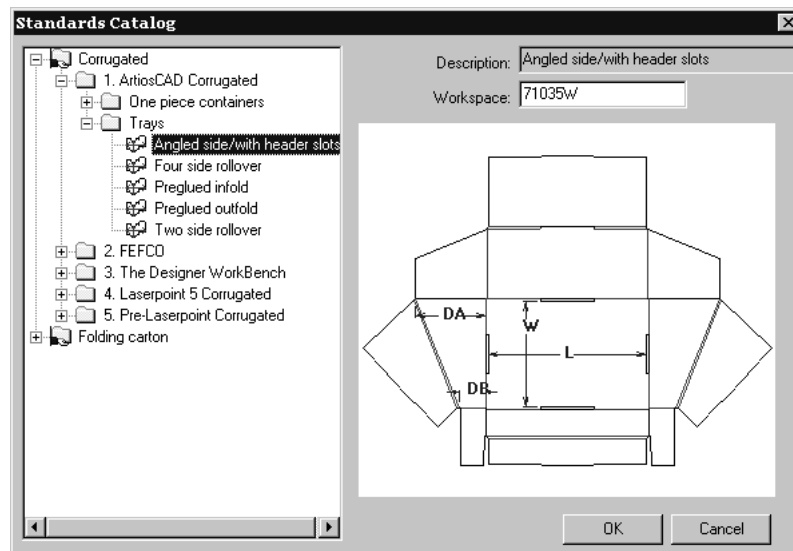 Standards Catalog
Corrugated
1. ArtiosCAD Corrugated
One piece containers
Trays
Angled side/with header slots
Four side rollover
Preglued infold
Preglued outfold
Two side rollover
2. FEFCO
3. The Designer WorkBench
4. Laserpoint 5 Corrugated
5. Pre-Laserpoint Corrugated
Folding carton
Description: Angled side/with header slots
Workspace: 71035W
DA
W
L
DB
OK Cancel